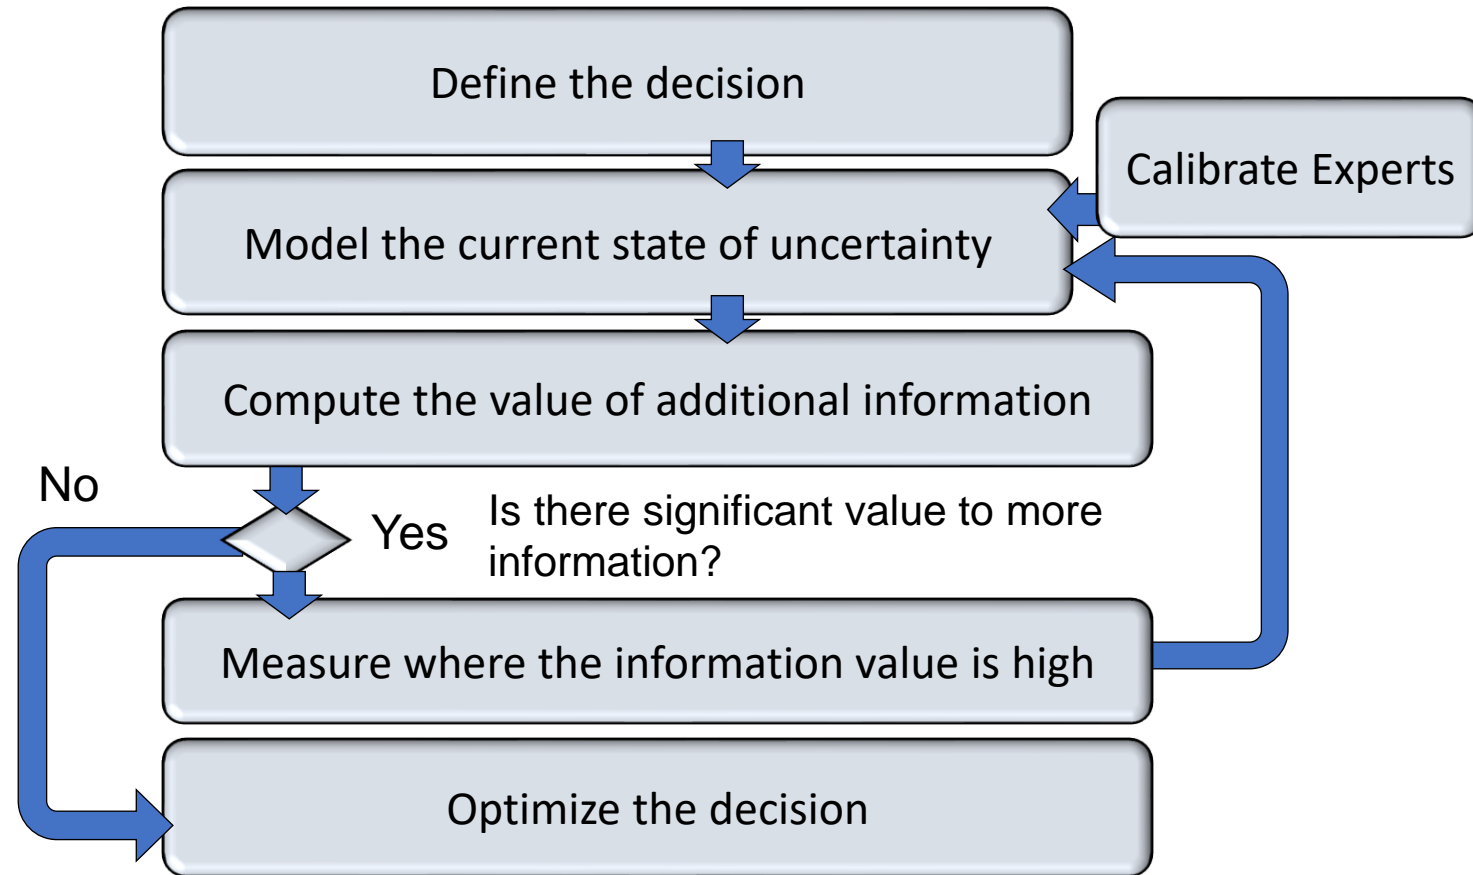 Define the decision
Calibrate Experts
Model the current state of uncertainty
Compute the value of additional information
No
Yes
Is there significant value to more
information?
Measure where the information value is high
Optimize the decision